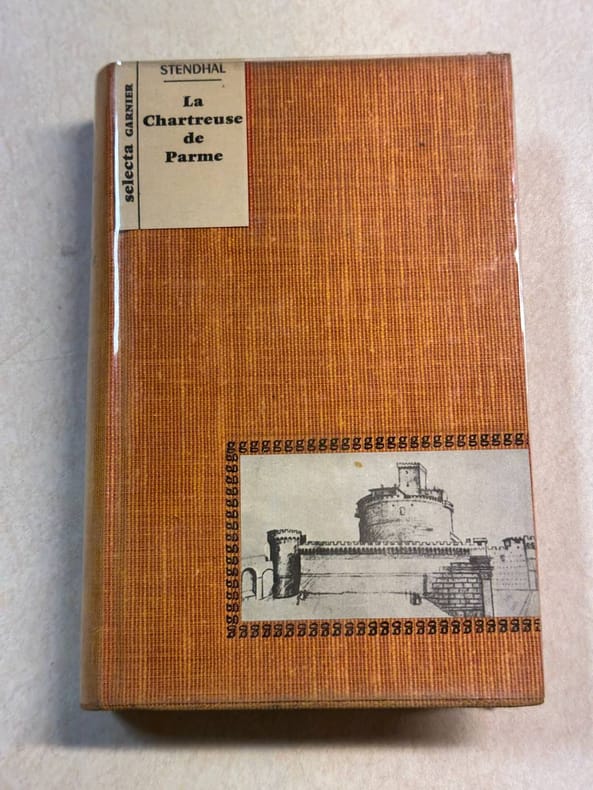 STENDHAL
La
Chartreuse
de
Parme
selecta GARNIER